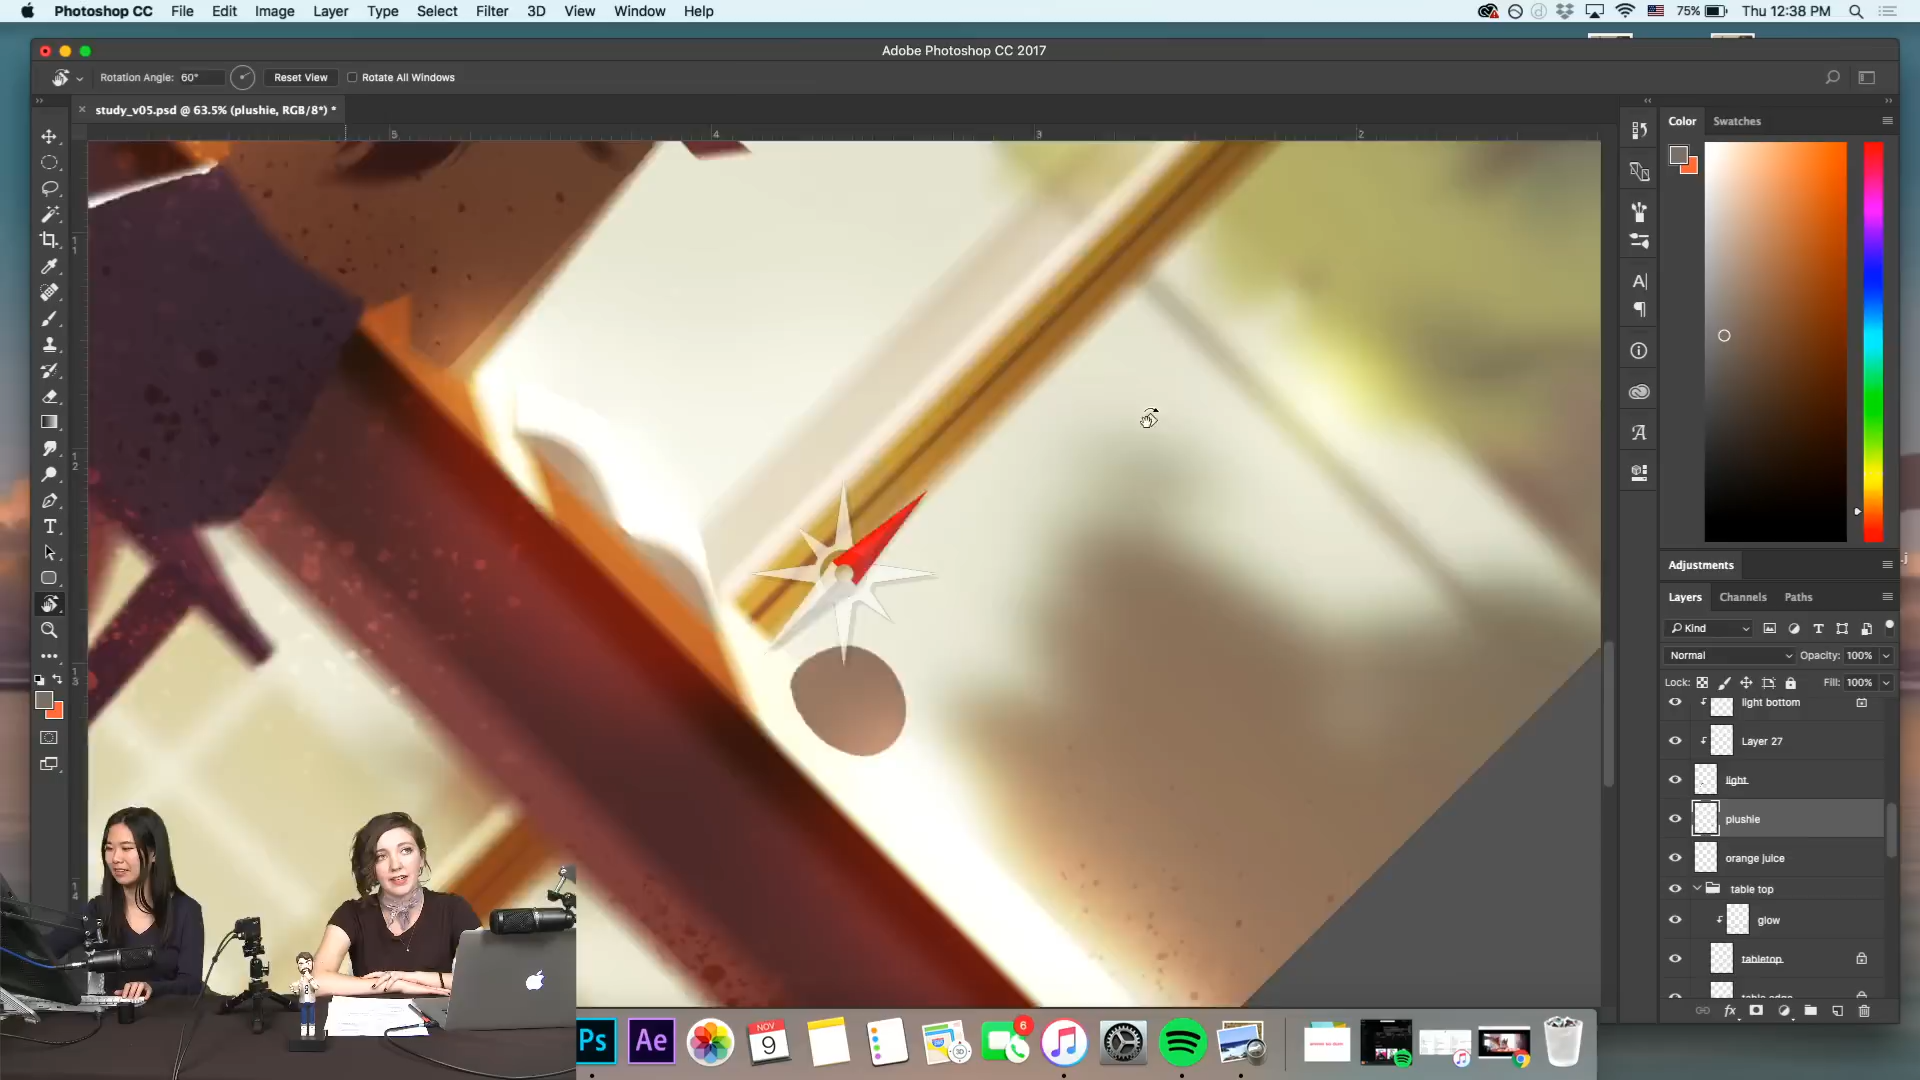 Photoshop CC File Edit Image Layer Type Select Filter 3D View Window Help 75% Thu 12:38 PM
Adobe Photoshop CC 2017
Rotation Angle: 60° Reset View Rotate All Windows
study_v05.psd @ 63.5% (plushie, RGB/8*) *
5 4 3 2
Color Swatches
Adjustments
Layers Channels Paths
Kind
Normal Opacity: 100%
Lock: Fill: 100%
light bottom
Layer 27
light
plushie
orange juice
table top
glow
tabletop
table edge
Ps Ae NOV 9 3D 6